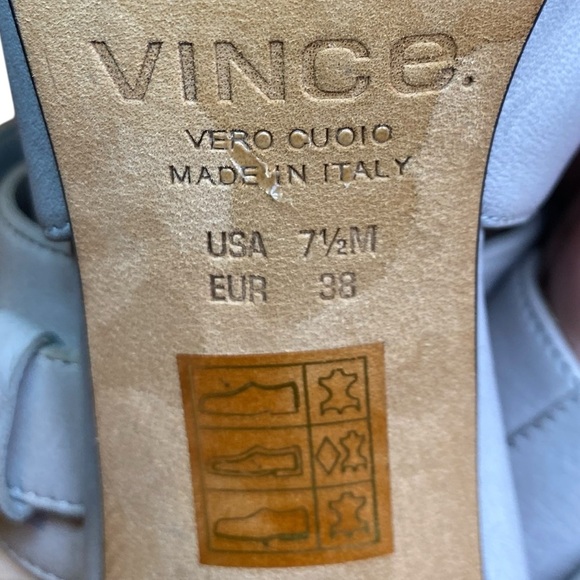 VINCE.
VERO CUOIO
MADE IN ITALY
USA 7½M
EUR 38